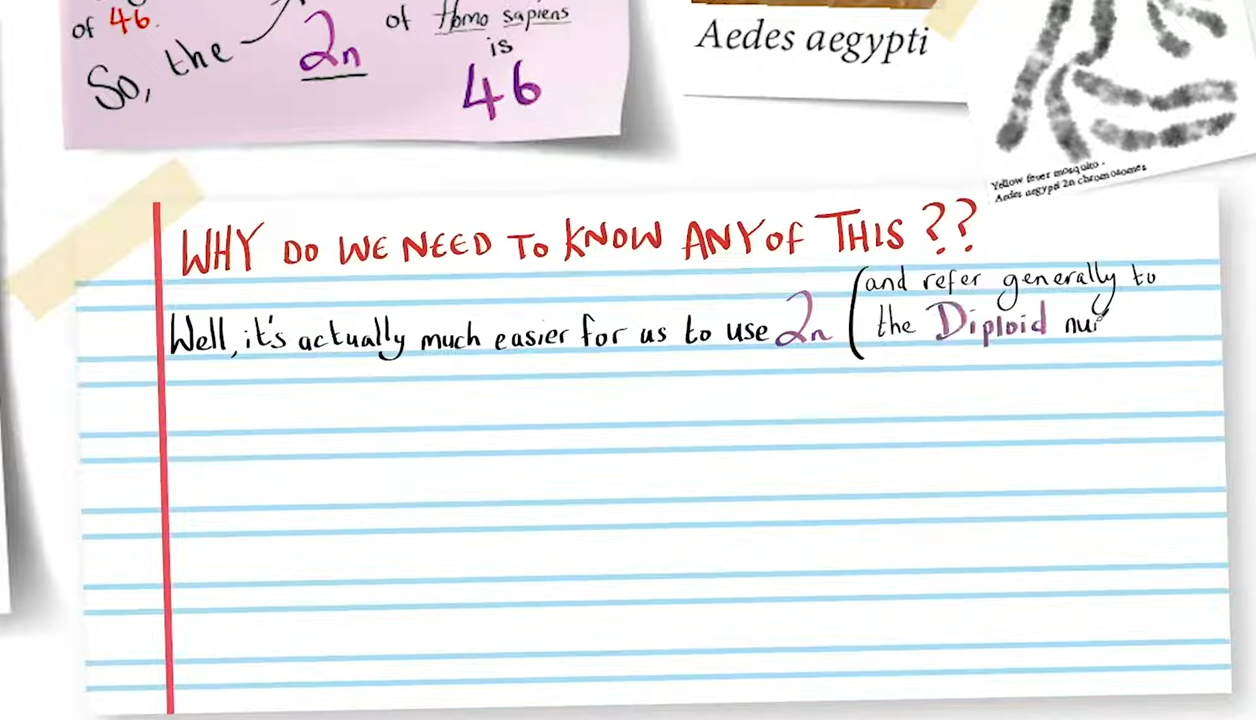 of 46.
So, the 2n of Homo sapiens
is
46
Aedes aegypti
Yellow fever mosquito -
Aedes aegypti 2n chromosomes
WHY DO WE NEED TO KNOW ANY OF THIS ??
Well, it's actually much easier for us to use 2n (and refer generally to
the Diploid nu